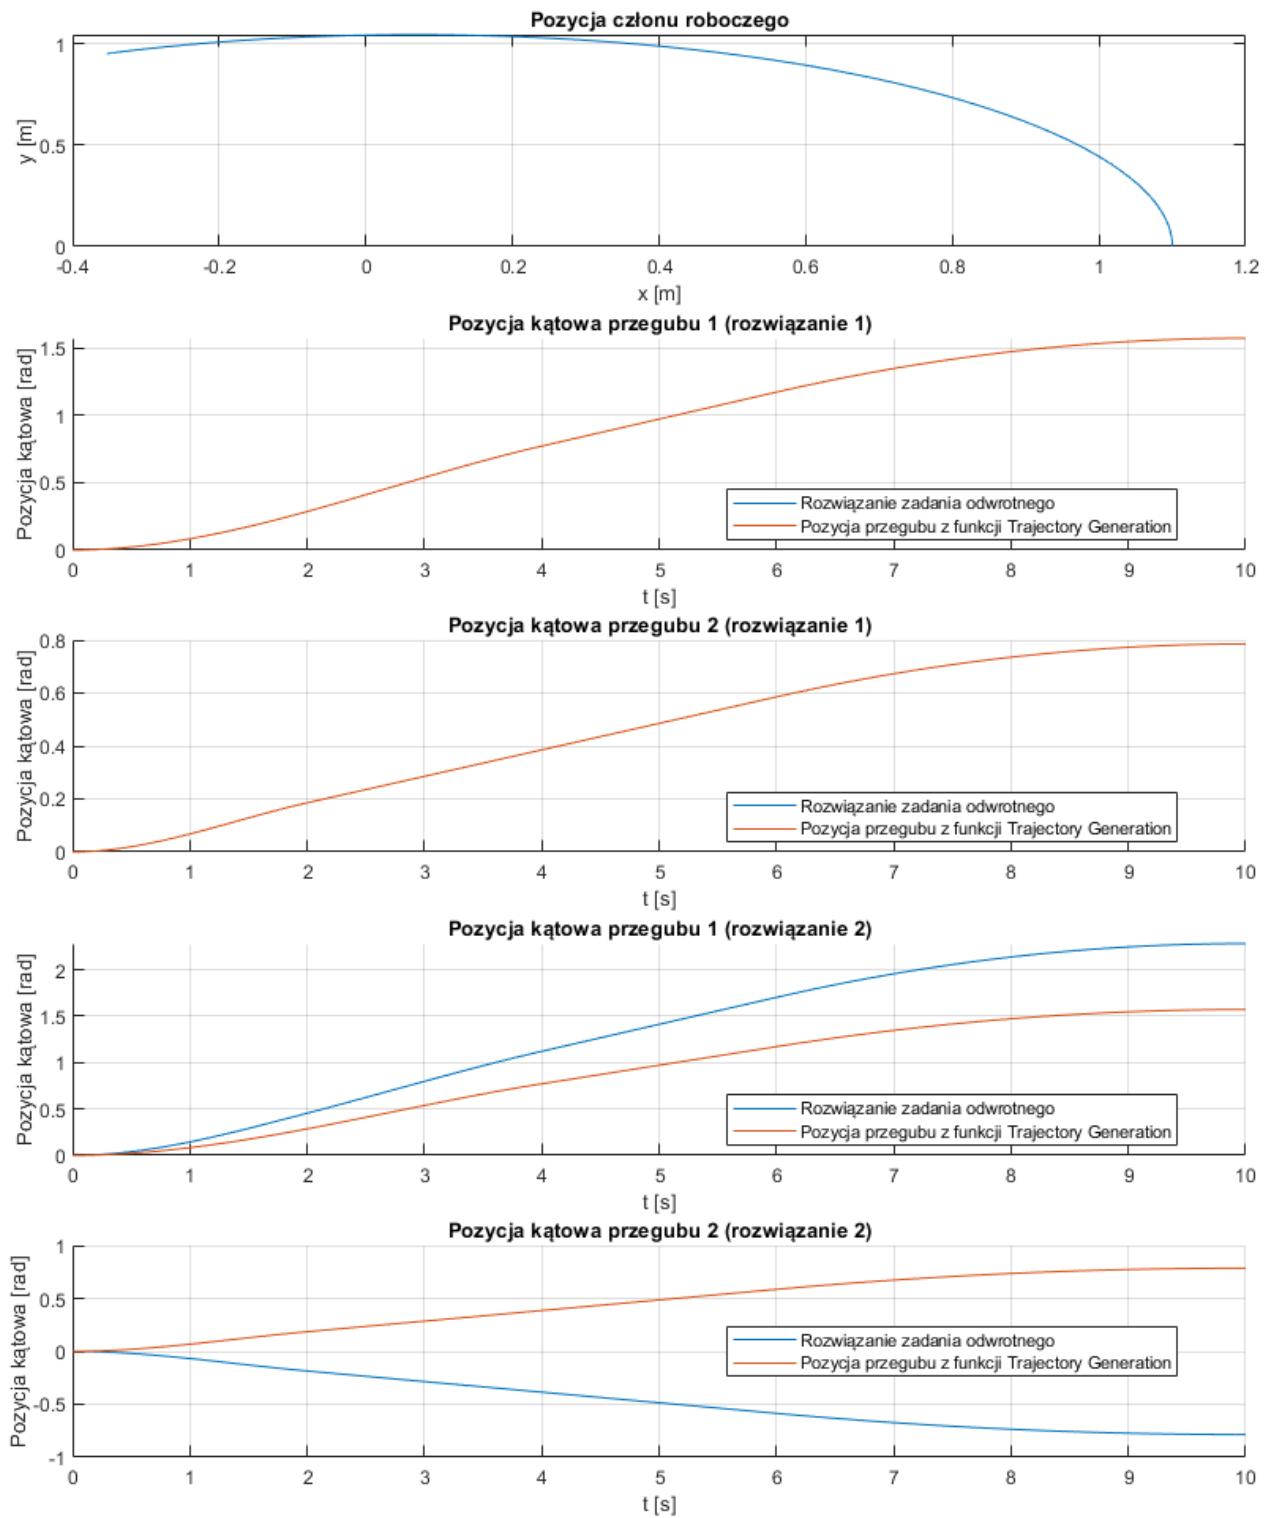 Pozycja członu roboczego
1
0.5
0
y [m]
-0.4 -0.2 0 0.2 0.4 0.6 0.8 1 1.2
x [m]
Pozycja kątowa przegubu 1 (rozwiązanie 1)
1.5
1
0.5
0
Pozycja kątowa [rad]
Rozwiązanie zadania odwrotnego
Pozycja przegubu z funkcji Trajectory Generation
0 1 2 3 4 5 6 7 8 9 10
t [s]
Pozycja kątowa przegubu 2 (rozwiązanie 1)
0.8
0.6
0.4
0.2
0
Pozycja kątowa [rad]
Rozwiązanie zadania odwrotnego
Pozycja przegubu z funkcji Trajectory Generation
0 1 2 3 4 5 6 7 8 9 10
t [s]
Pozycja kątowa przegubu 1 (rozwiązanie 2)
2
1.5
1
0.5
0
Pozycja kątowa [rad]
Rozwiązanie zadania odwrotnego
Pozycja przegubu z funkcji Trajectory Generation
0 1 2 3 4 5 6 7 8 9 10
t [s]
Pozycja kątowa przegubu 2 (rozwiązanie 2)
1
0.5
0
-0.5
-1
Pozycja kątowa [rad]
Rozwiązanie zadania odwrotnego
Pozycja przegubu z funkcji Trajectory Generation
0 1 2 3 4 5 6 7 8 9 10
t [s]